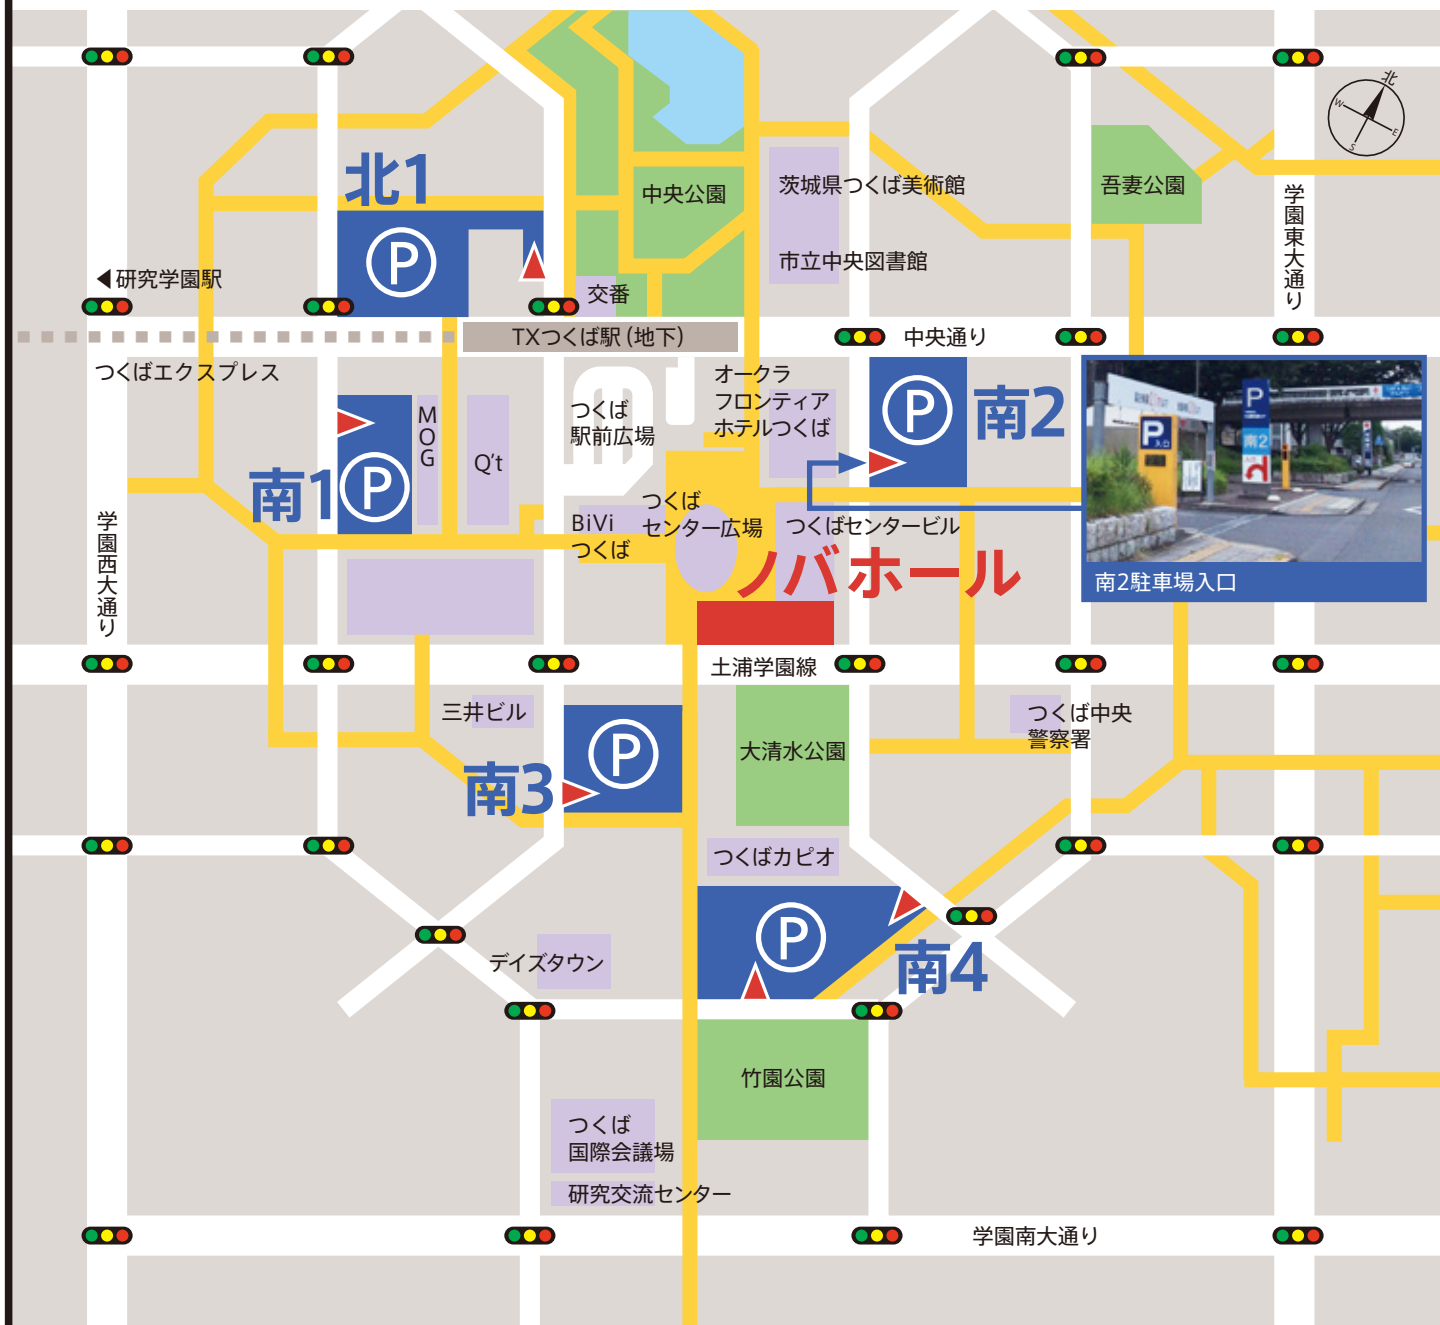 北
W
E
S
北1
P
中央公園
茨城県つくば美術館
市立中央図書館
吾妻公園
学園東大通り
◀研究学園駅
交番
TXつくば駅(地下)
中央通り
つくばエクスプレス
つくば
駅前広場
オークラ
フロンティア
ホテルつくば
P
南2
MOG
Q't
南1
P
P
入口
P
南2
南2駐車場入口
つくば
センター広場
BiVi
つくば
つくばセンタービル
学園西大通り
ノバホール
土浦学園線
三井ビル
P
南3
大清水公園
つくば中央
警察署
つくばカピオ
P
南4
デイズタウン
竹園公園
つくば
国際会議場
研究交流センター
学園南大通り